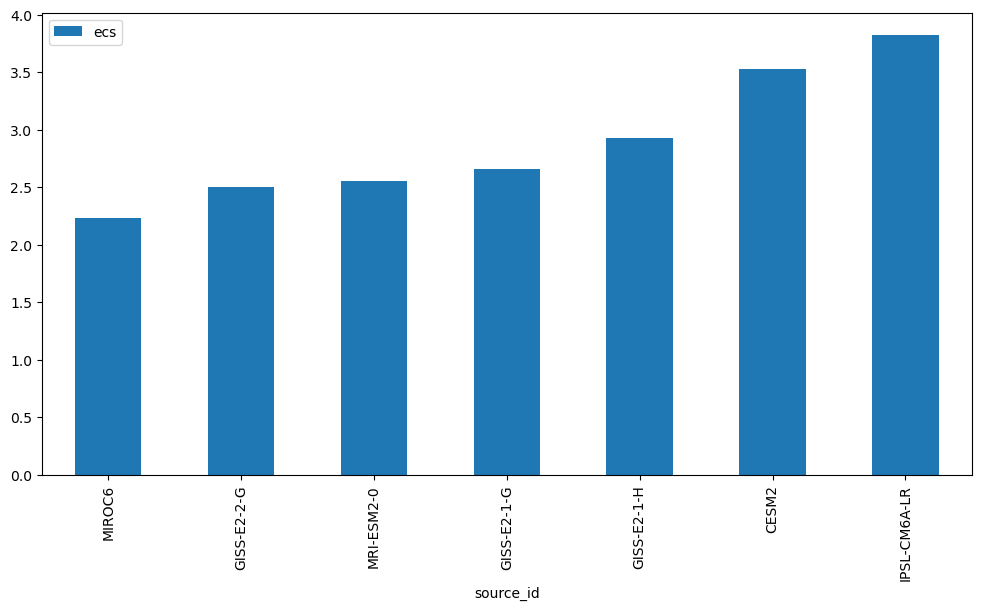 ecs
4.0
3.5
3.0
2.5
2.0
1.5
1.0
0.5
0.0
MIROC6
GISS-E2-2-G
MRI-ESM2-0
GISS-E2-1-G
GISS-E2-1-H
CESM2
IPSL-CM6A-LR
source_id